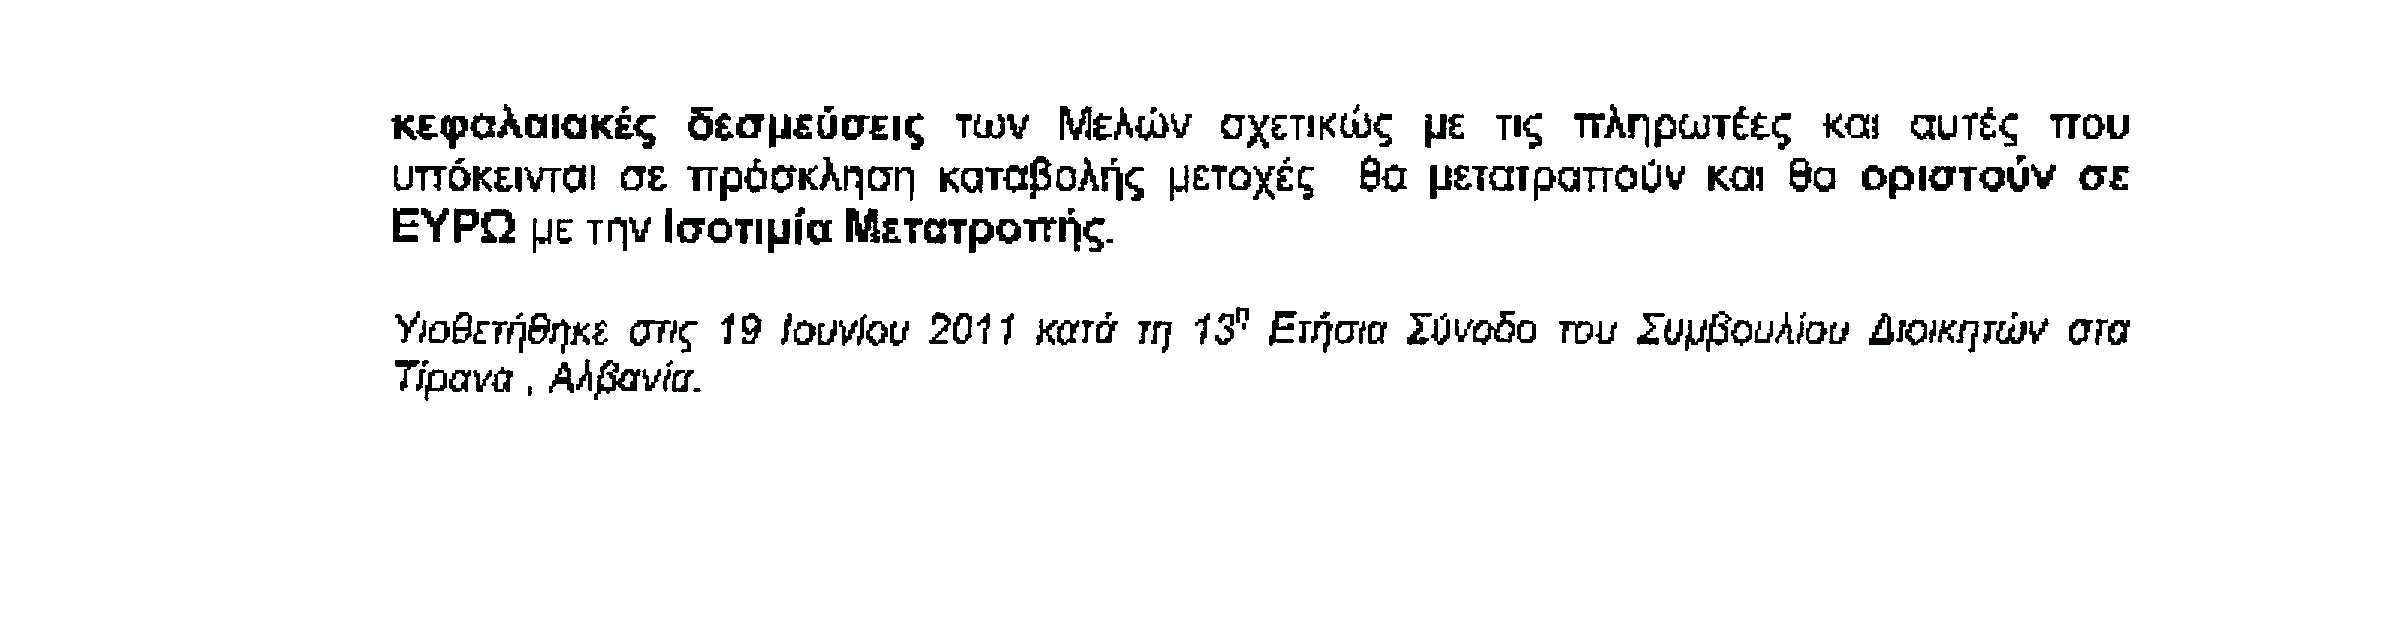 κεφαλαιακές δεσμεύσεις των Μελών σχετικώς με τις πληρωτέες και αυτές που
υπόκεινται σε πρόσκληση καταβολής μετοχές θα μετατραπούν και θα οριστούν σε
ΕΥΡΩ με την Ισοτιμία Μετατροπής.
Υιοθετήθηκε στις 19 Ιουνίου 2011 κατά τη 13η Ετήσια Σύνοδο του Συμβουλίου Διοικητών στα
Τίρανα , Αλβανία.